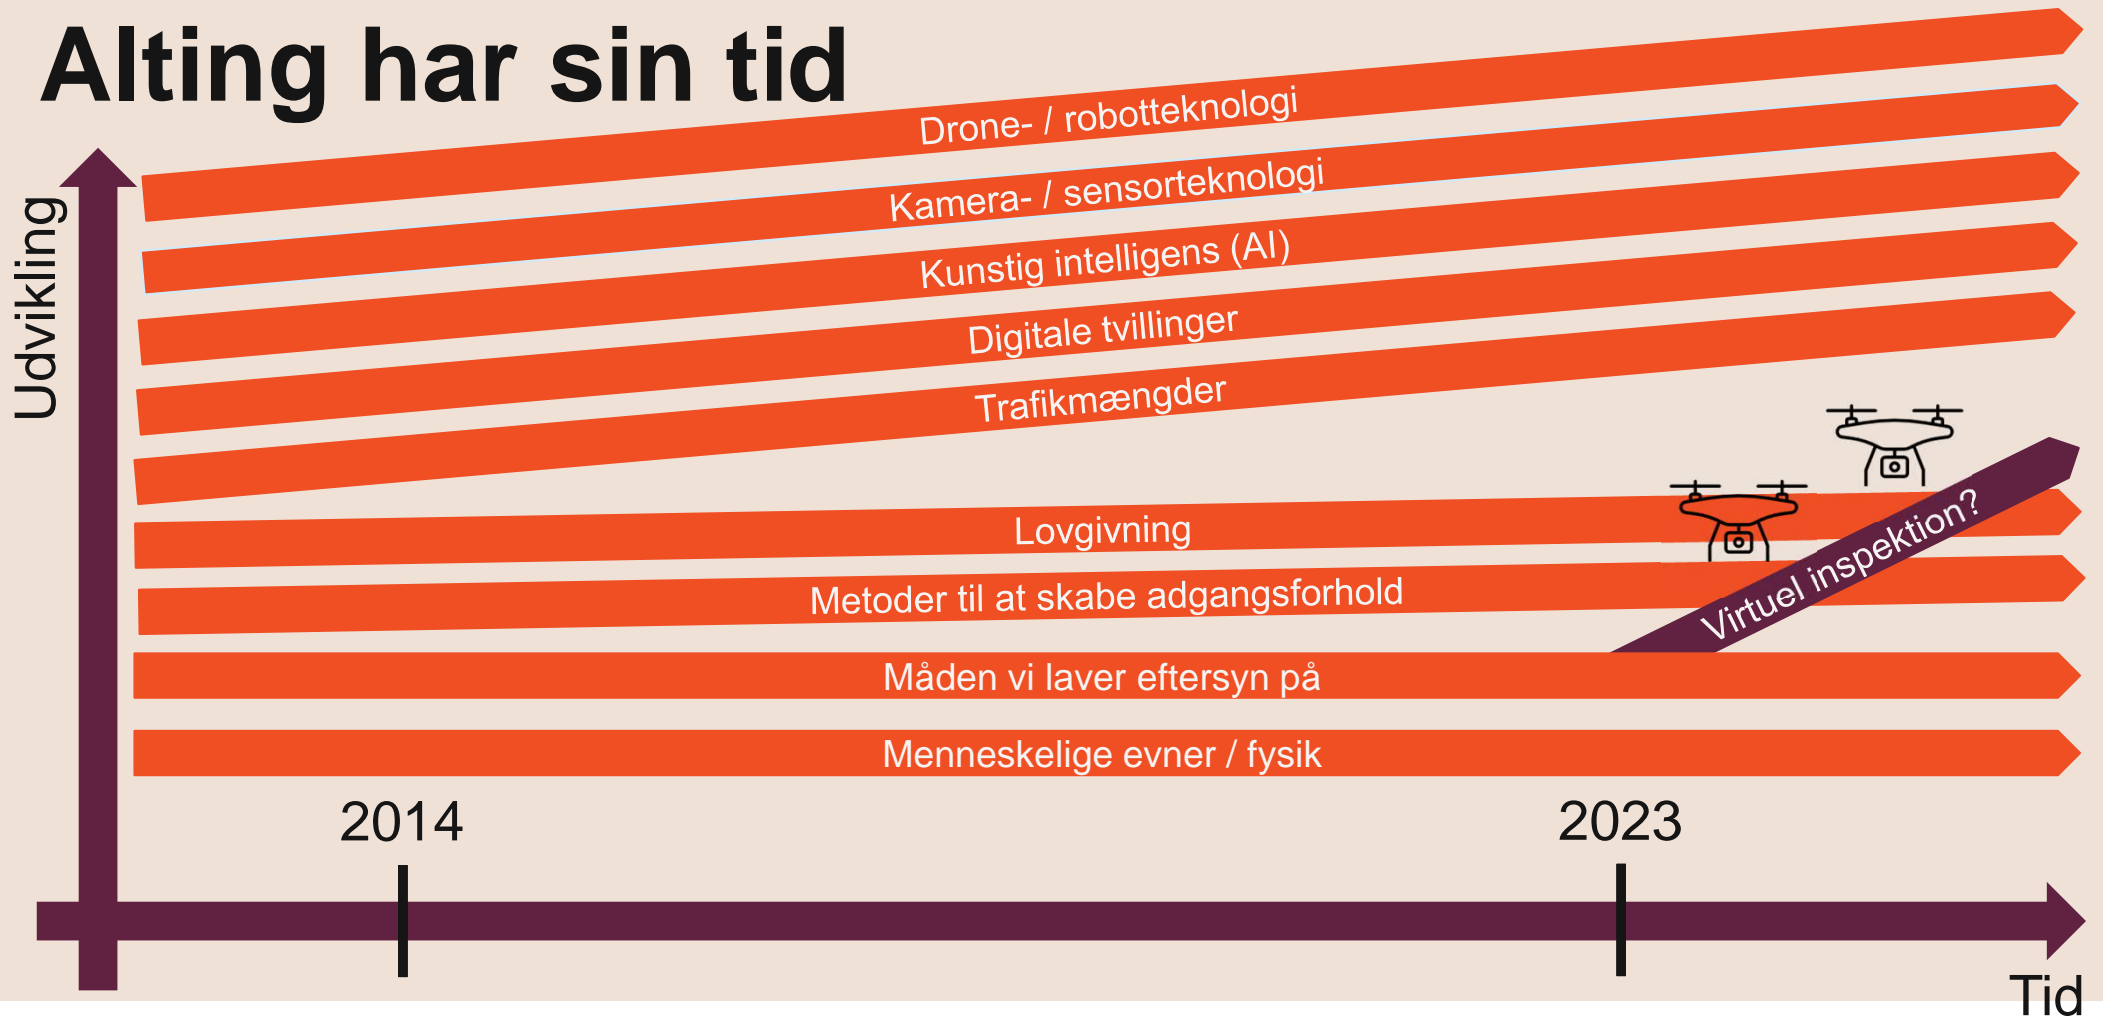 Alting har sin tid
Udvikling
Drone- / robotteknologi
Kamera- / sensorteknologi
Kunstig intelligens (AI)
Digitale tvillinger
Trafikmængder
Lovgivning
Metoder til at skabe adgangsforhold
Virtuel inspektion?
Måden vi laver eftersyn på
Menneskelige evner / fysik
2014
2023
Tid